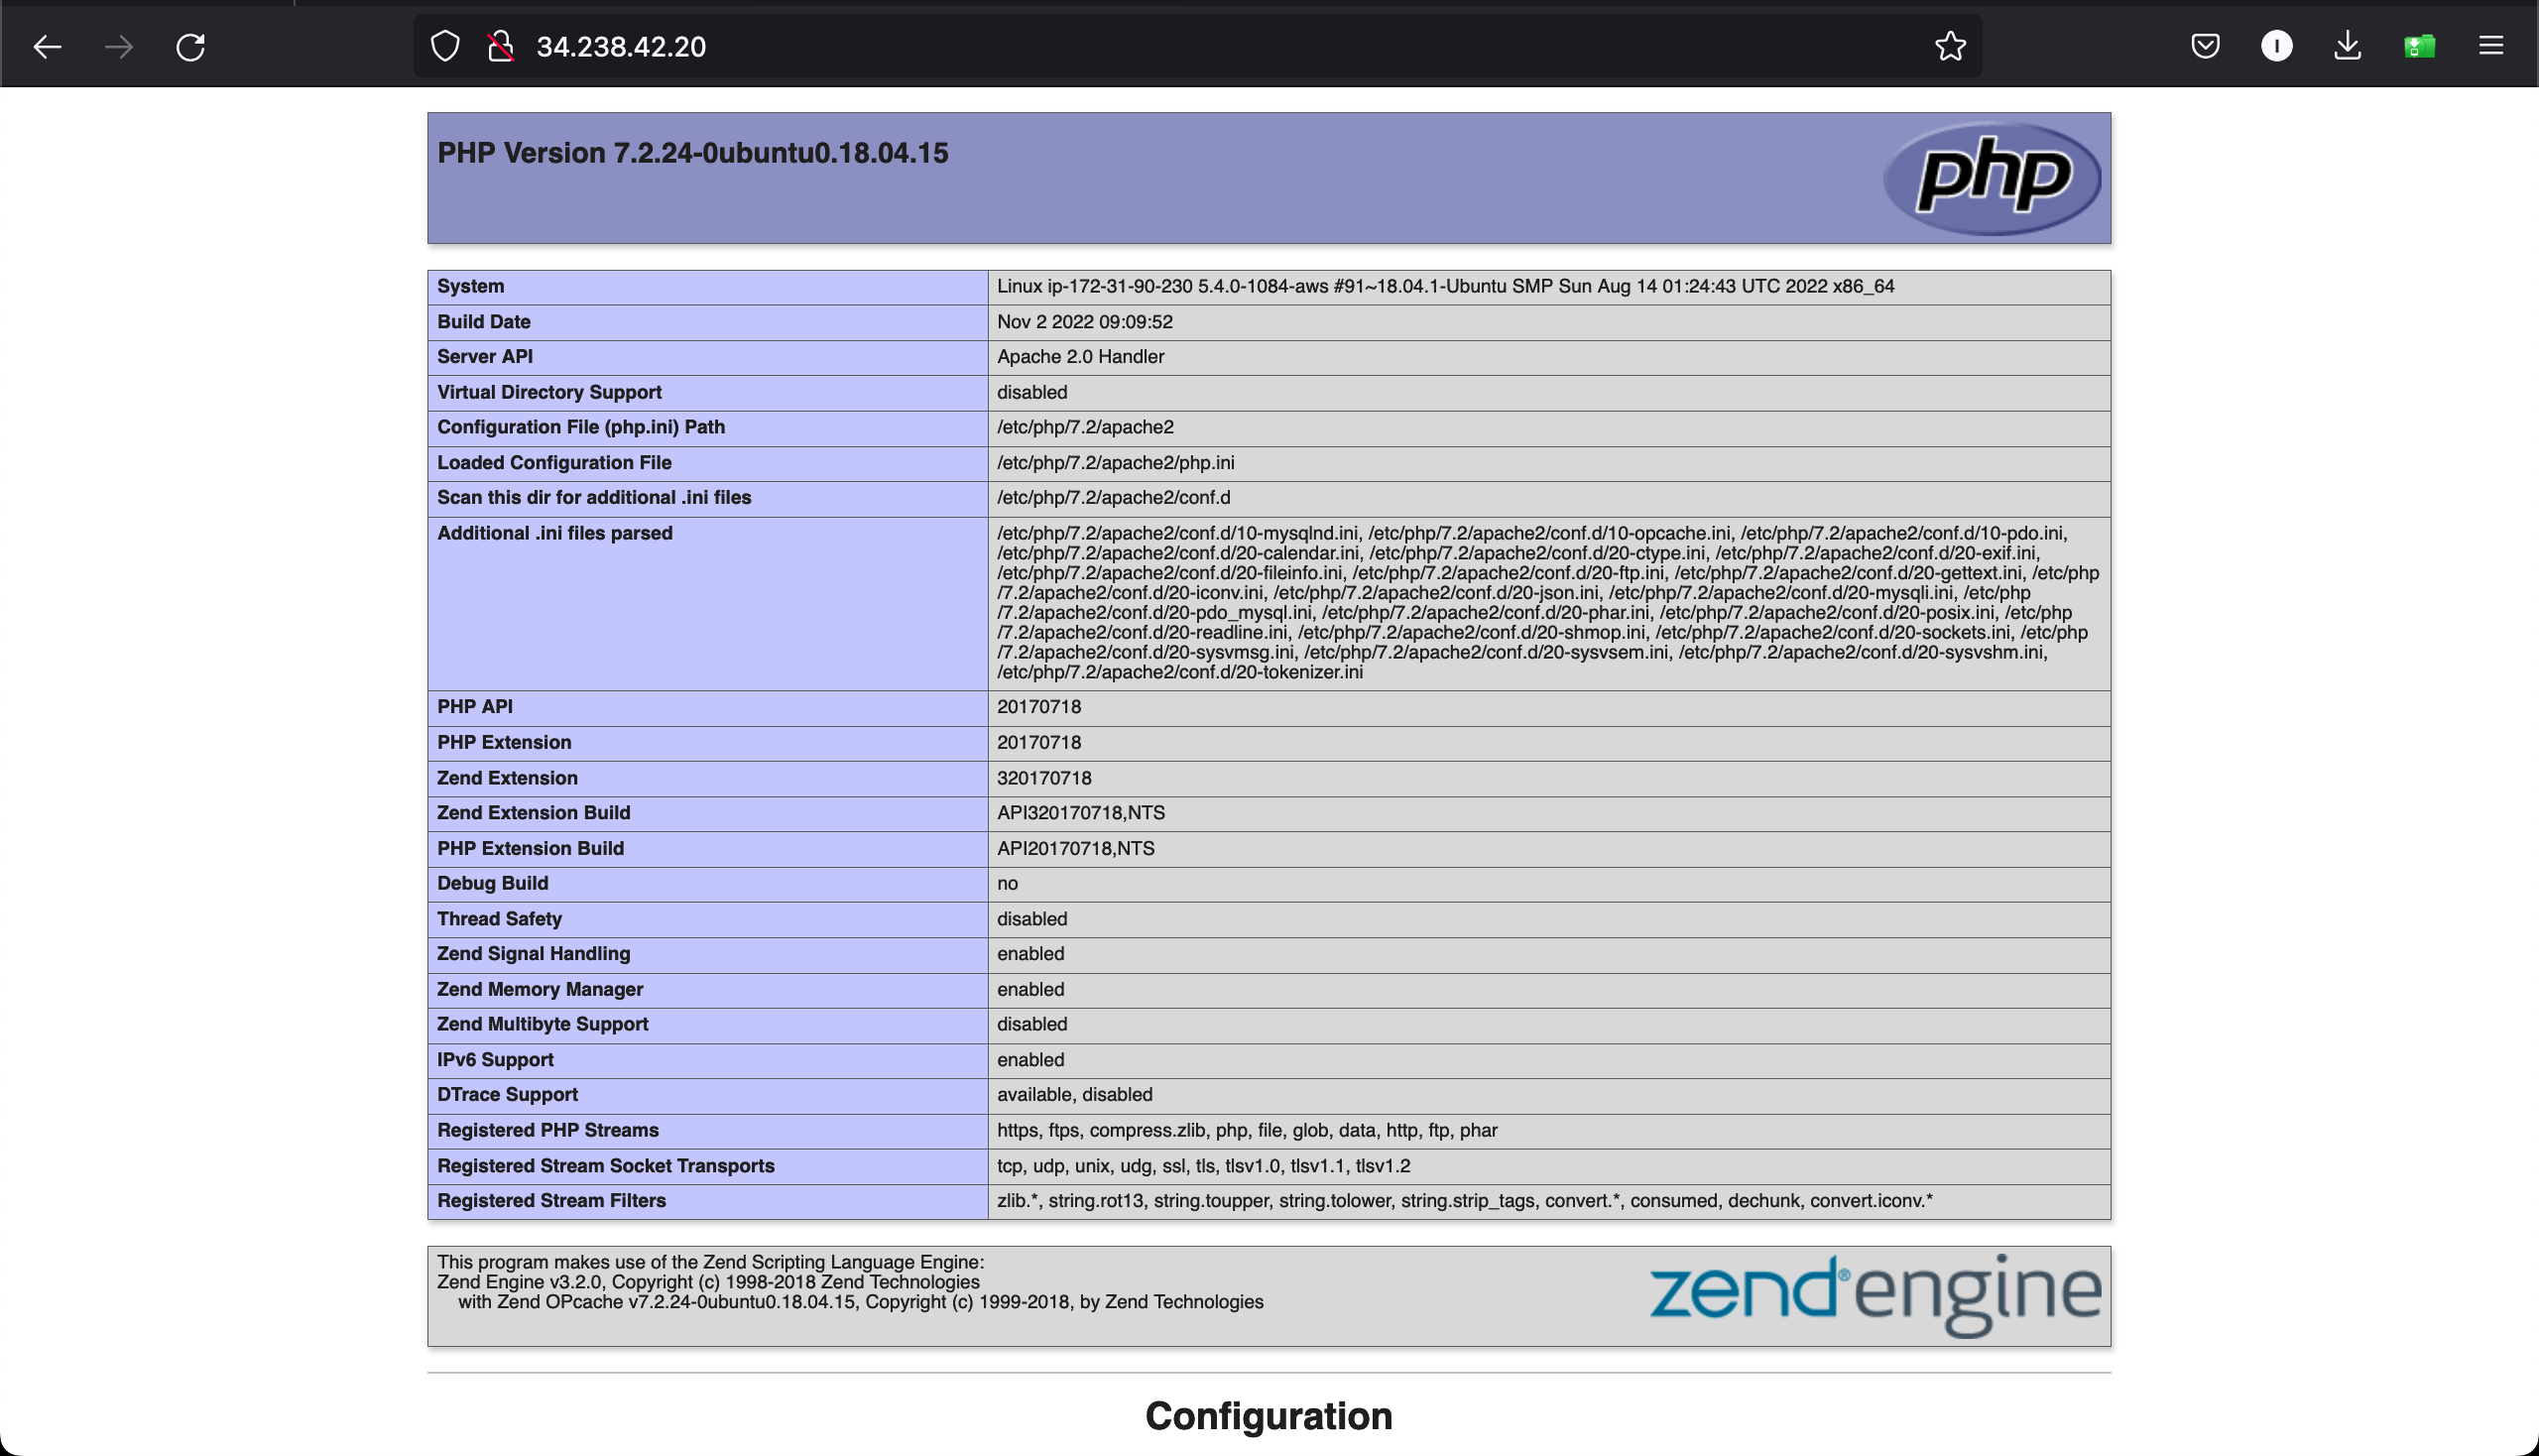 34.238.42.20
I
PHP Version 7.2.24-0ubuntu0.18.04.15
php
System Linux ip-172-31-90-230 5.4.0-1084-aws #91~18.04.1-Ubuntu SMP Sun Aug 14 01:24:43 UTC 2022 x86_64
Build Date Nov 2 2022 09:09:52
Server API Apache 2.0 Handler
Virtual Directory Support disabled
Configuration File (php.ini) Path /etc/php/7.2/apache2
Loaded Configuration File /etc/php/7.2/apache2/php.ini
Scan this dir for additional .ini files /etc/php/7.2/apache2/conf.d
Additional .ini files parsed /etc/php/7.2/apache2/conf.d/10-mysqlnd.ini, /etc/php/7.2/apache2/conf.d/10-opcache.ini, /etc/php/7.2/apache2/conf.d/10-pdo.ini,
/etc/php/7.2/apache2/conf.d/20-calendar.ini, /etc/php/7.2/apache2/conf.d/20-ctype.ini, /etc/php/7.2/apache2/conf.d/20-exif.ini,
/etc/php/7.2/apache2/conf.d/20-fileinfo.ini, /etc/php/7.2/apache2/conf.d/20-ftp.ini, /etc/php/7.2/apache2/conf.d/20-gettext.ini, /etc/php
/7.2/apache2/conf.d/20-iconv.ini, /etc/php/7.2/apache2/conf.d/20-json.ini, /etc/php/7.2/apache2/conf.d/20-mysqli.ini, /etc/php
/7.2/apache2/conf.d/20-pdo_mysql.ini, /etc/php/7.2/apache2/conf.d/20-phar.ini, /etc/php/7.2/apache2/conf.d/20-posix.ini, /etc/php
/7.2/apache2/conf.d/20-readline.ini, /etc/php/7.2/apache2/conf.d/20-shmop.ini, /etc/php/7.2/apache2/conf.d/20-sockets.ini, /etc/php
/7.2/apache2/conf.d/20-sysvmsg.ini, /etc/php/7.2/apache2/conf.d/20-sysvsem.ini, /etc/php/7.2/apache2/conf.d/20-sysvshm.ini,
/etc/php/7.2/apache2/conf.d/20-tokenizer.ini
PHP API 20170718
PHP Extension 20170718
Zend Extension 320170718
Zend Extension Build API320170718,NTS
PHP Extension Build API20170718,NTS
Debug Build no
Thread Safety disabled
Zend Signal Handling enabled
Zend Memory Manager enabled
Zend Multibyte Support disabled
IPv6 Support enabled
DTrace Support available, disabled
Registered PHP Streams https, ftps, compress.zlib, php, file, glob, data, http, ftp, phar
Registered Stream Socket Transports tcp, udp, unix, udg, ssl, tls, tlsv1.0, tlsv1.1, tlsv1.2
Registered Stream Filters zlib.*, string.rot13, string.toupper, string.tolower, string.strip_tags, convert.*, consumed, dechunk, convert.iconv.*
This program makes use of the Zend Scripting Language Engine:
Zend Engine v3.2.0, Copyright (c) 1998-2018 Zend Technologies
with Zend OPcache v7.2.24-0ubuntu0.18.04.15, Copyright (c) 1999-2018, by Zend Technologies
zend®engine
Configuration